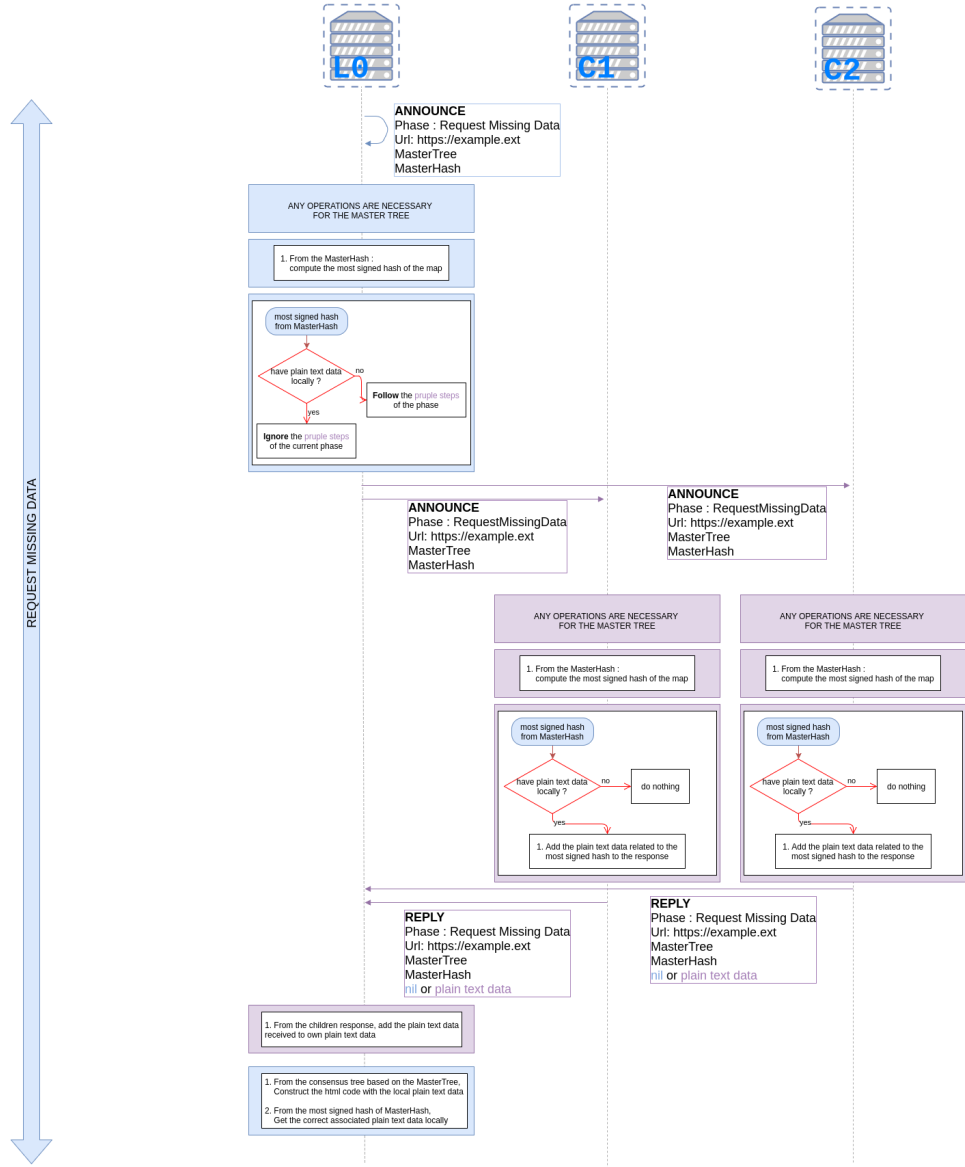 L0
C1
C2
ANNOUNCE
Phase : Request Missing Data
Url: https://example.ext
MasterTree
MasterHash
ANY OPERATIONS ARE NECESSARY
FOR THE MASTER TREE
1. From the MasterHash :
compute the most signed hash of the map
most signed hash
from MasterHash
have plain text data
locally ?
no
Follow the pruple steps
of the phase
yes
Ignore the pruple steps
of the current phase
REQUEST MISSING DATA
ANNOUNCE
Phase : RequestMissingData
Url: https://example.ext
MasterTree
MasterHash
ANNOUNCE
Phase : RequestMissingData
Url: https://example.ext
MasterTree
MasterHash
ANY OPERATIONS ARE NECESSARY
FOR THE MASTER TREE
1. From the MasterHash :
compute the most signed hash of the map
most signed hash
from MasterHash
have plain text data
locally ?
no
do nothing
yes
1. Add the plain text data related to the
most signed hash to the response
ANY OPERATIONS ARE NECESSARY
FOR THE MASTER TREE
1. From the MasterHash :
compute the most signed hash of the map
most signed hash
from MasterHash
have plain text data
locally ?
no
do nothing
yes
1. Add the plain text data related to the
most signed hash to the response
REPLY
Phase : Request Missing Data
Url: https://example.ext
MasterTree
MasterHash
nil or plain text data
REPLY
Phase : Request Missing Data
Url: https://example.ext
MasterTree
MasterHash
nil or plain text data
1. From the children response, add the plain text data
received to own plain text data
1. From the consensus tree based on the MasterTree,
Construct the html code with the local plain text data
2. From the most signed hash of MasterHash,
Get the correct associated plain text data locally